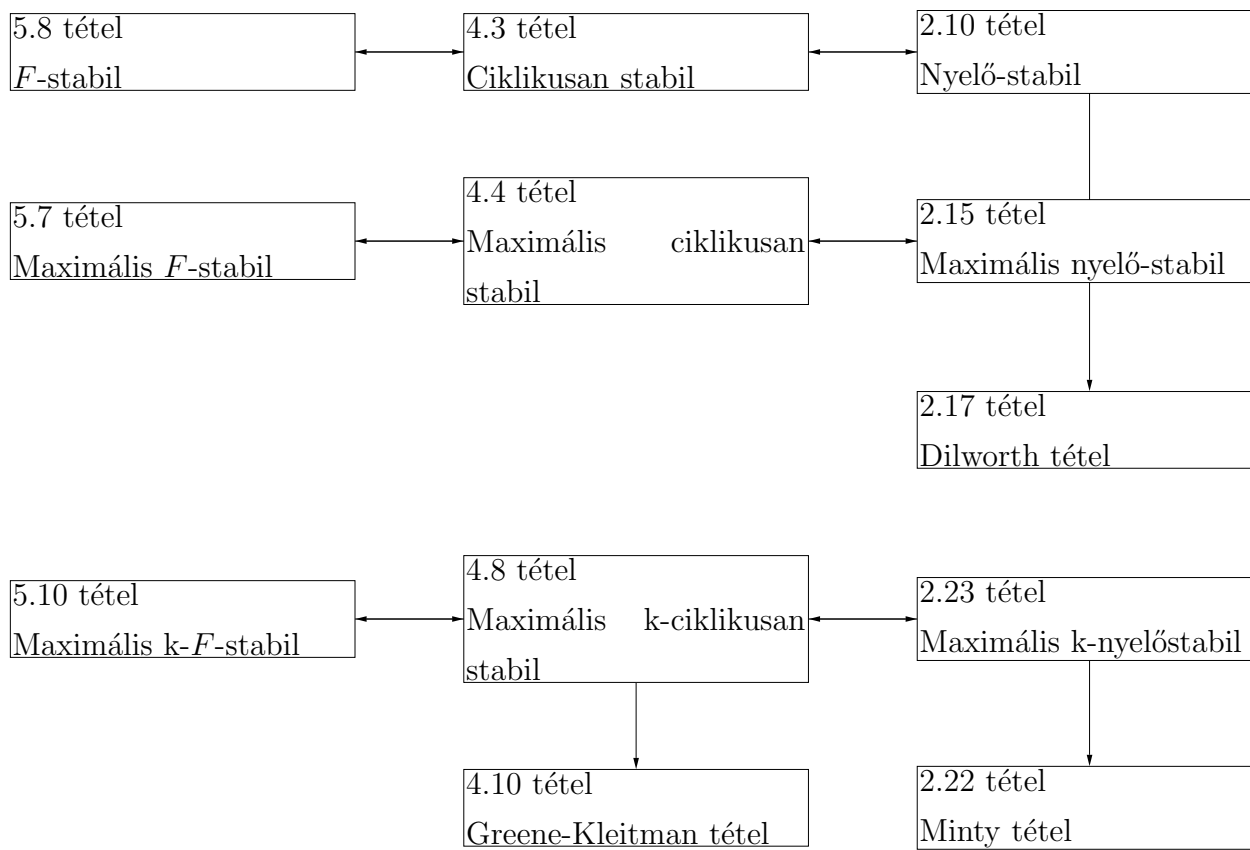 5.8 tétel
F-stabil
4.3 tétel
Ciklikusan stabil
2.10 tétel
Nyelő-stabil
5.7 tétel
Maximális F-stabil
4.4 tétel
Maximális ciklikusan
stabil
2.15 tétel
Maximális nyelő-stabil
2.17 tétel
Dilworth tétel
5.10 tétel
Maximális k-F-stabil
4.8 tétel
Maximális k-ciklikusan
stabil
2.23 tétel
Maximális k-nyelőstabil
4.10 tétel
Greene-Kleitman tétel
2.22 tétel
Minty tétel